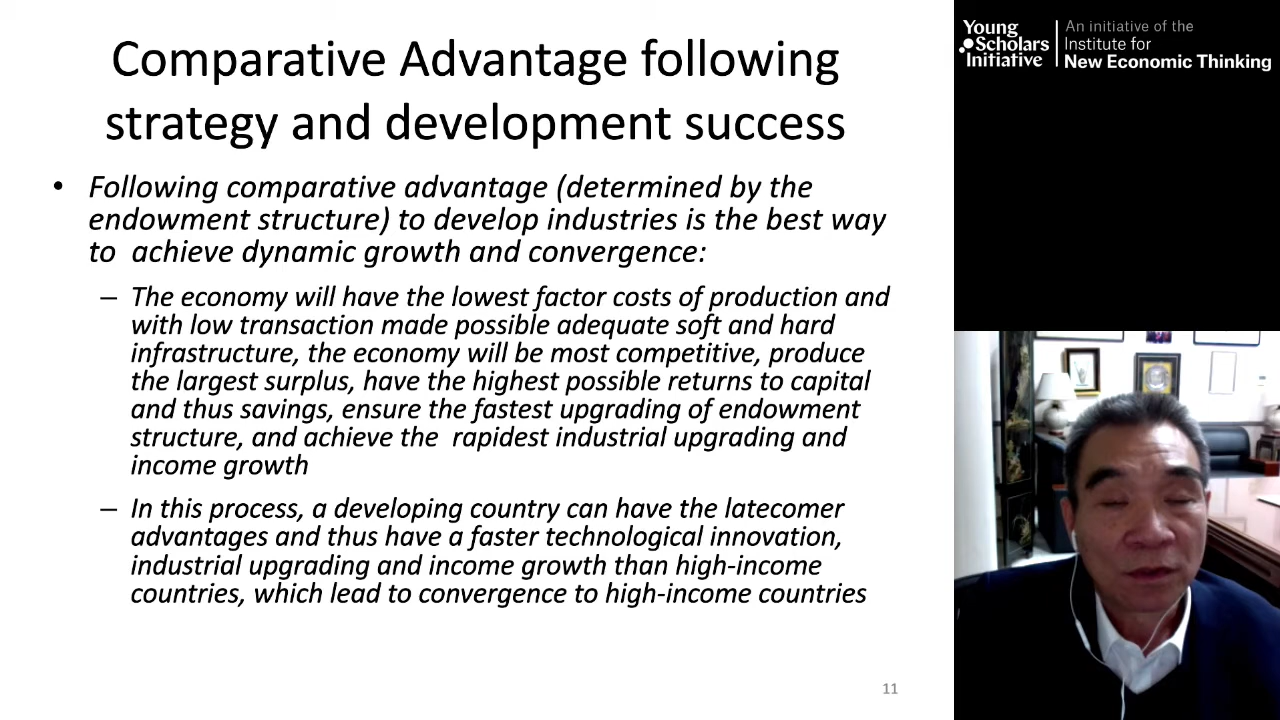 Comparative Advantage following
strategy and development success
• Following comparative advantage (determined by the
endowment structure) to develop industries is the best way
to  achieve dynamic growth and convergence:
– The economy will have the lowest factor costs of production and
with low transaction made possible adequate soft and hard
infrastructure, the economy will be most competitive, produce
the largest surplus, have the highest possible returns to capital
and thus savings, ensure the fastest upgrading of endowment
structure, and achieve the  rapidest industrial upgrading and
income growth
– In this process, a developing country can have the latecomer
advantages and thus have a faster technological innovation,
industrial upgrading and income growth than high-income
countries, which lead to convergence to high-income countries
11
Young
Scholars
Initiative
An initiative of the
Institute for
New Economic Thinking